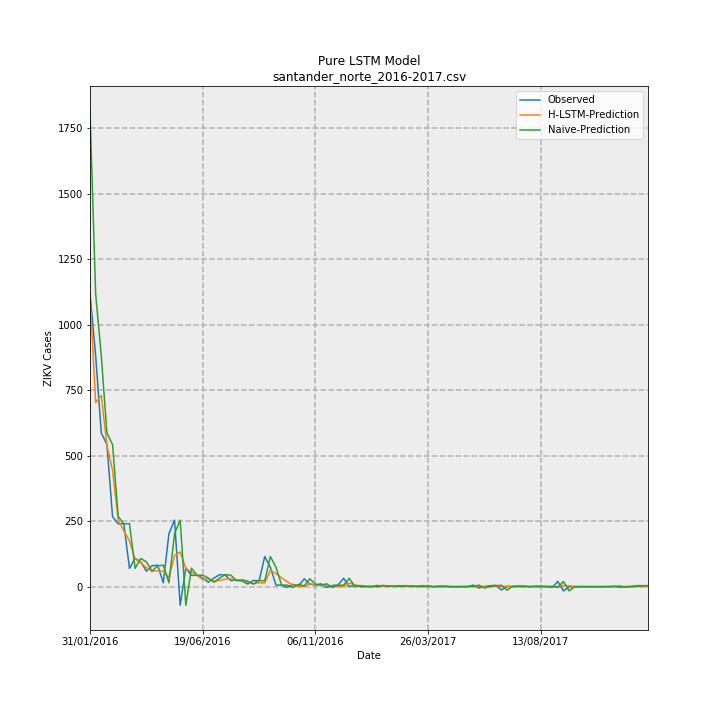 Pure LSTM Model
santander_norte_2016-2017.csv
Observed
H-LSTM-Prediction
Naive-Prediction
1750
1500
1250
1000
750
500
250
0
ZIKV Cases
31/01/2016
19/06/2016
06/11/2016
26/03/2017
13/08/2017
Date